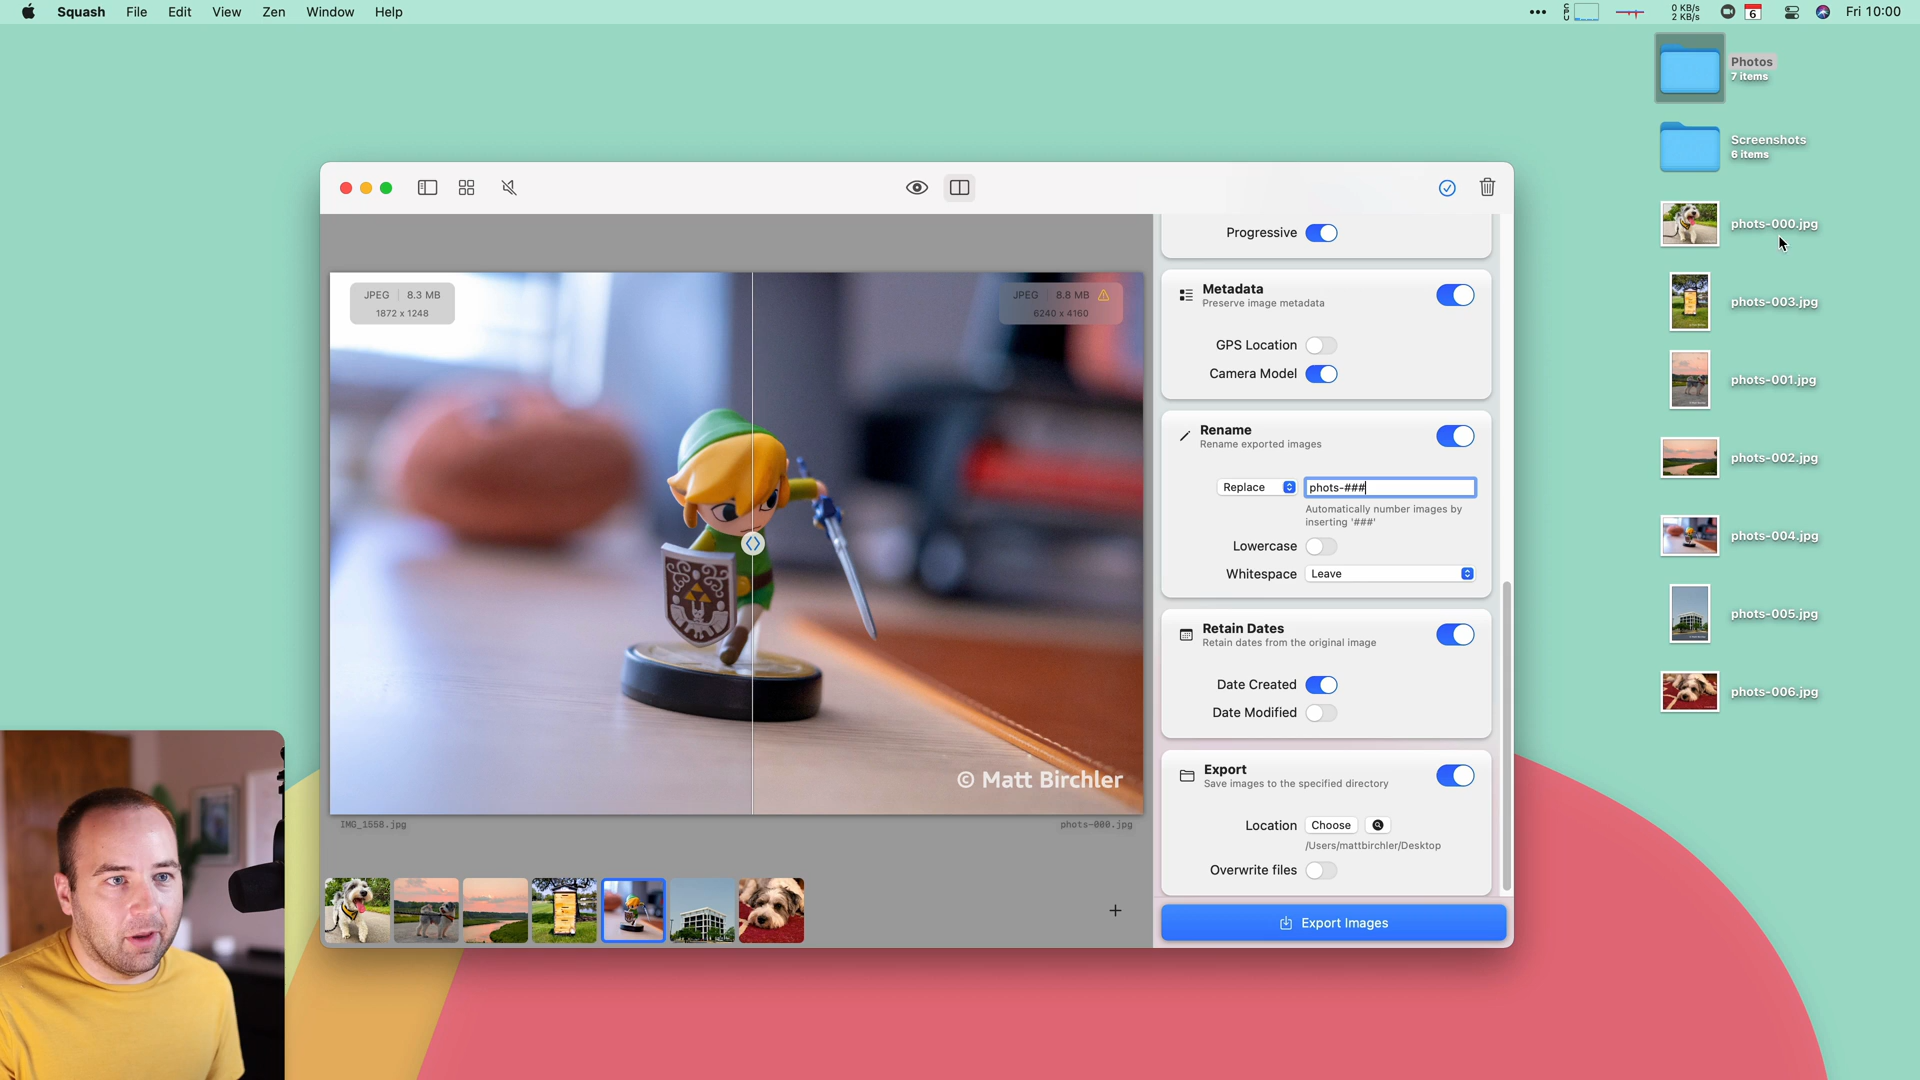 Squash File Edit View Zen Window Help
••• CPU 0 KB/s
2 KB/s
6 Fri 10:00
Photos
7 items
Screenshots
6 items
phots-000.jpg
phots-003.jpg
phots-001.jpg
phots-002.jpg
phots-004.jpg
phots-005.jpg
phots-006.jpg
JPEG 8.3 MB
1872 x 1248
JPEG 8.8 MB
6240 x 4160
© Matt Birchler
IMG_1558.jpg
phots-000.jpg
Progressive
Metadata
Preserve image metadata
GPS Location
Camera Model
Rename
Rename exported images
Replace phots-###
Automatically number images by
inserting '###'
Lowercase
Whitespace Leave
Retain Dates
Retain dates from the original image
Date Created
Date Modified
Export
Save images to the specified directory
Location Choose
/Users/mattbirchler/Desktop
Overwrite files
Export Images